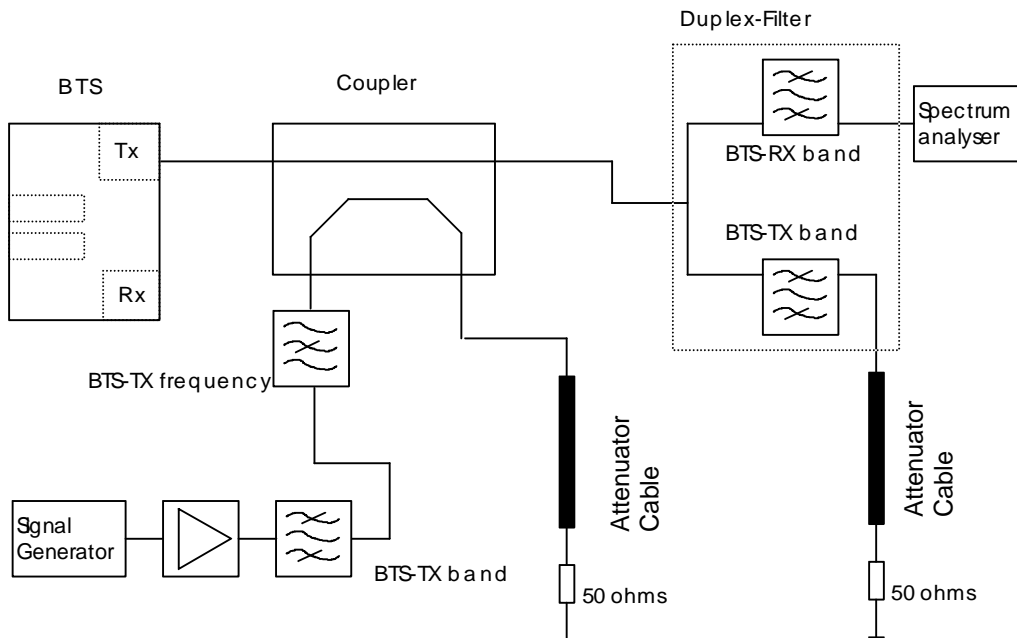 Duplex-Filter
BTS
Coupler
Tx
Spectrum
analyser
BTS-RX band
BTS-TX band
Rx
BTS-TX frequency
Attenuator
Cable
Attenuator
Cable
Signal
Generator
BTS-TX band
50 ohms
50 ohms